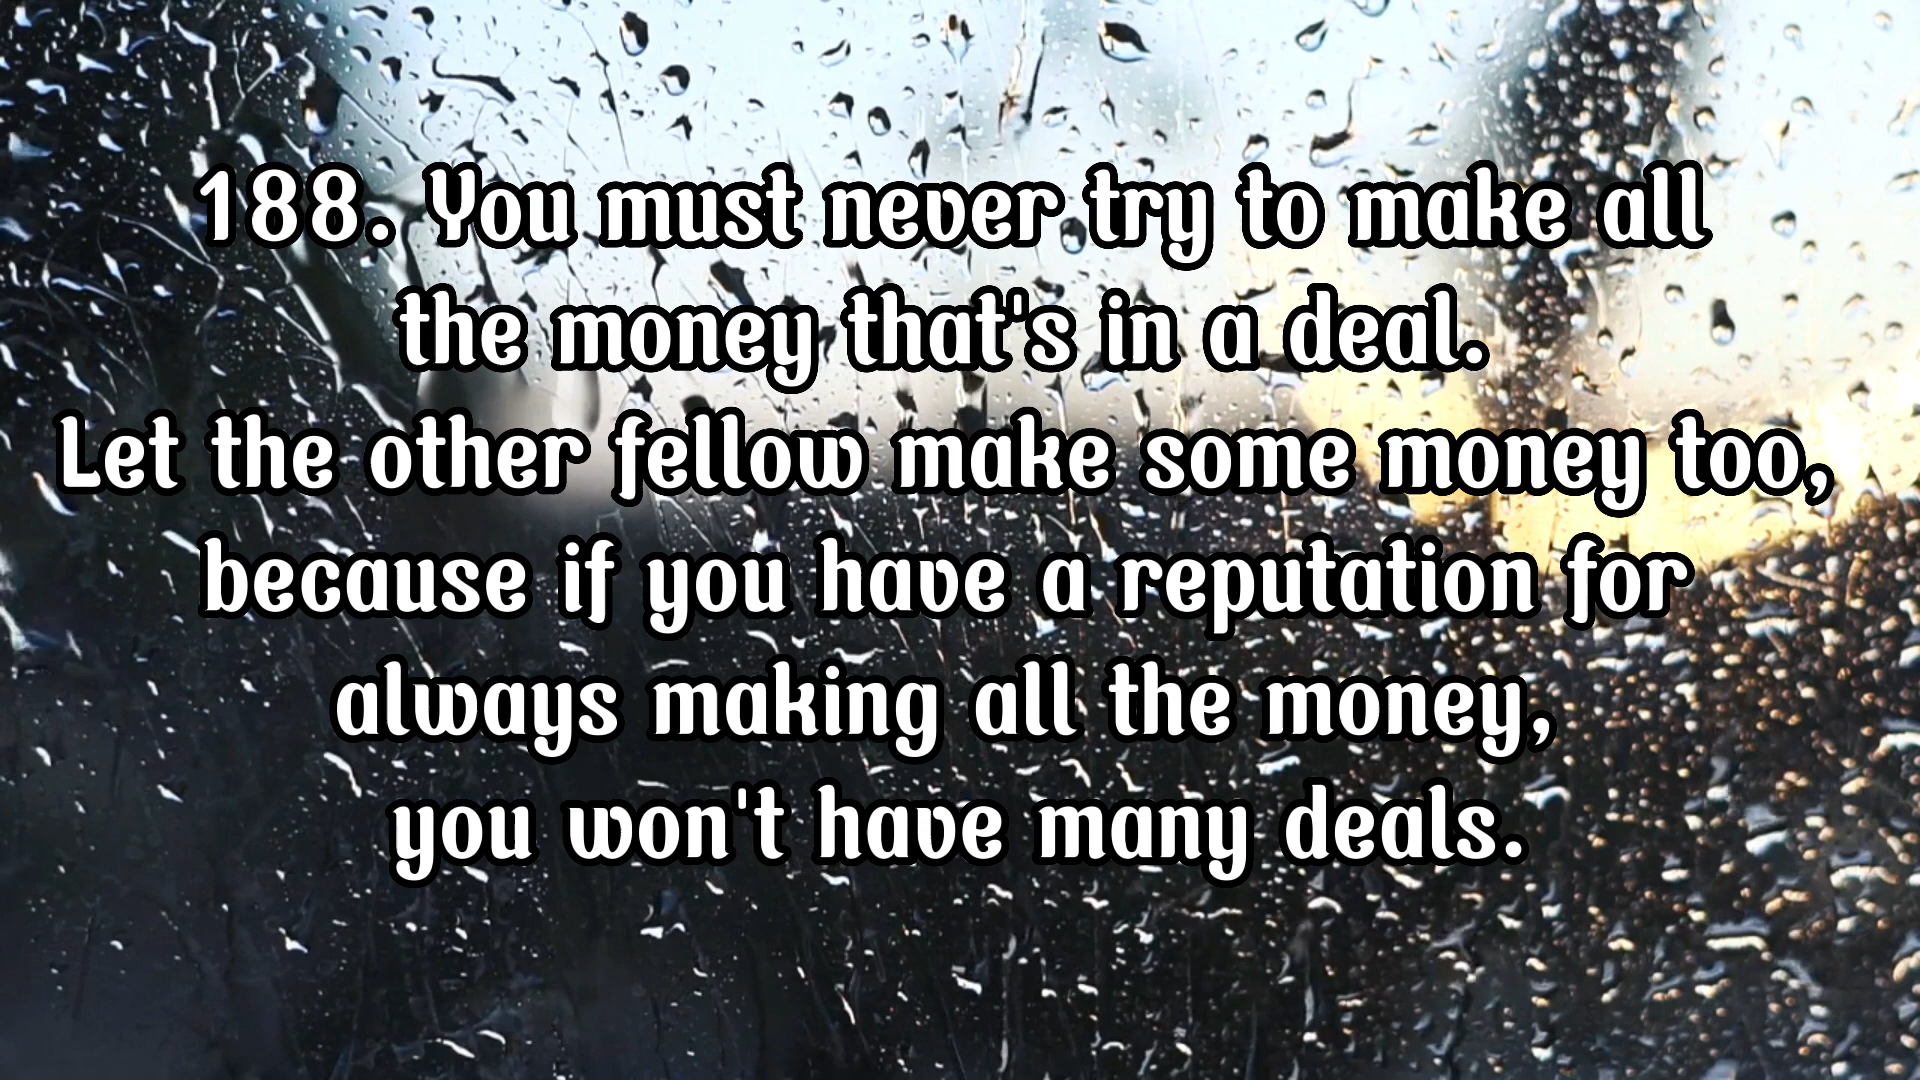 188. You must never try to make all
the money that's in a deal.
Let the other fellow make some money too,
because if you have a reputation for
always making all the money,
you won't have many deals.